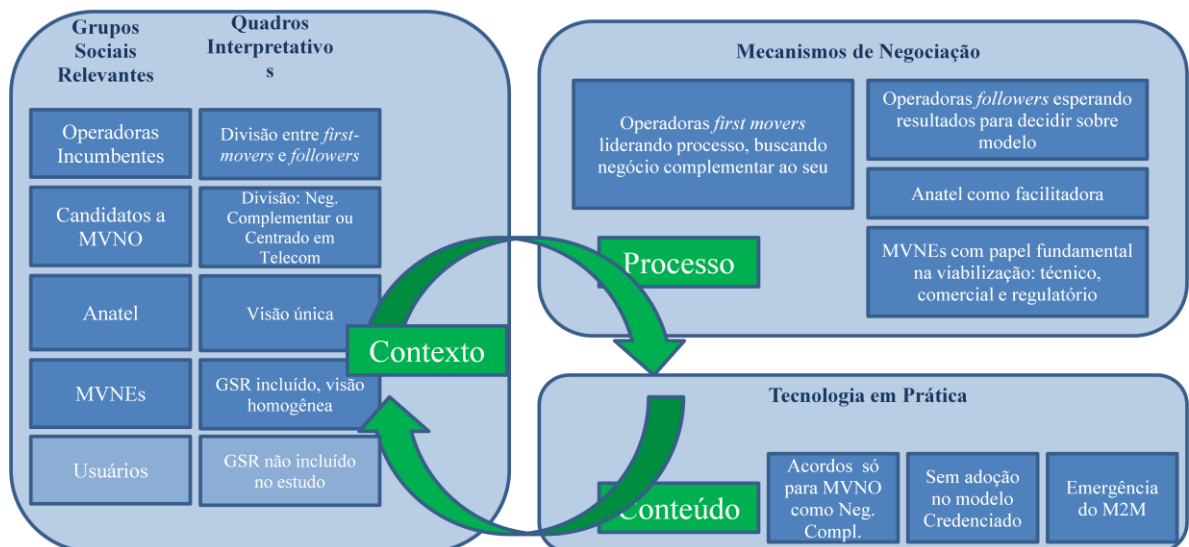 Grupos
Sociais
Relevantes
Quadros
Interpretativo
s
Operadoras
Incumbentes
Divisão entre first-
movers e followers
Candidatos a
MVNO
Divisão: Neg.
Complementar ou
Centrado em
Telecom
Anatel
Visão única
MVNEs
GSR incluído, visão
homogênea
Usuários
GSR não incluído
no estudo
Contexto
Mecanismos de Negociação
Operadoras first movers
liderando processo, buscando
negócio complementar ao seu
Operadoras followers esperando
resultados para decidir sobre
modelo
Anatel como facilitadora
MVNEs com papel fundamental
na viabilização: técnico,
comercial e regulatório
Processo
Tecnologia em Prática
Conteúdo
Acordos só
para MVNO
como Neg.
Compl.
Sem adoção
no modelo
Credenciado
Emergência
do M2M